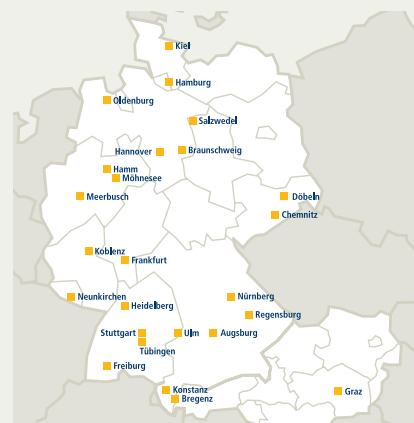 Kiel
Hamburg
Oldenburg
Salzwedel
Hannover
Braunschweig
Hamm
Möhnesee
Meerbusch
Döbeln
Chemnitz
Koblenz
Frankfurt
Neunkirchen
Heidelberg
Nürnberg
Regensburg
Stuttgart
Ulm
Augsburg
Tübingen
Freiburg
Konstanz
Bregenz
Graz